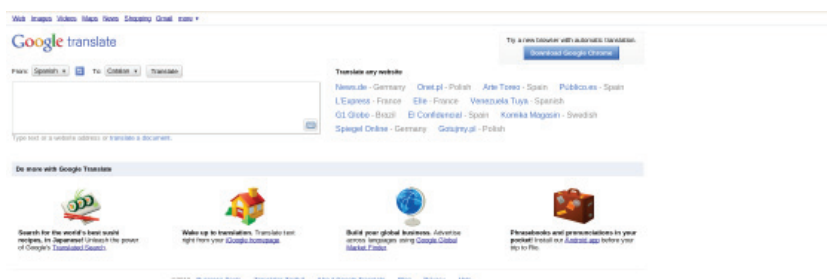 Web Images Videos Maps News Shopping Gmail more ▾
Google translate
Try a new browser with automatic translation.
Download Google Chrome
From: Spanish To: Catalan Translate
Type text or a website address or translate a document.
Translate any website
News.de - Germany Onet.pl - Polish Arte Toreo - Spain Público.es - Spain
L'Express - France Elle - France Venezuela Tuya - Spanish
G1 Globo - Brazil El Confidencial - Spain Komika Magasin - Swedish
Spiegel Online - Germany Gotujmy.pl - Polish
Do more with Google Translate
Search for the world's best sushi
recipes, in Japanese! Unleash the power
of Google's Translated Search.
Wake up to translation. Translate text
right from your iGoogle homepage.
Build your global business. Advertise
across languages using Google Global
Market Finder.
Phrasebooks and pronunciations in your
pocket! Install our Android app before your
trip to Rio.